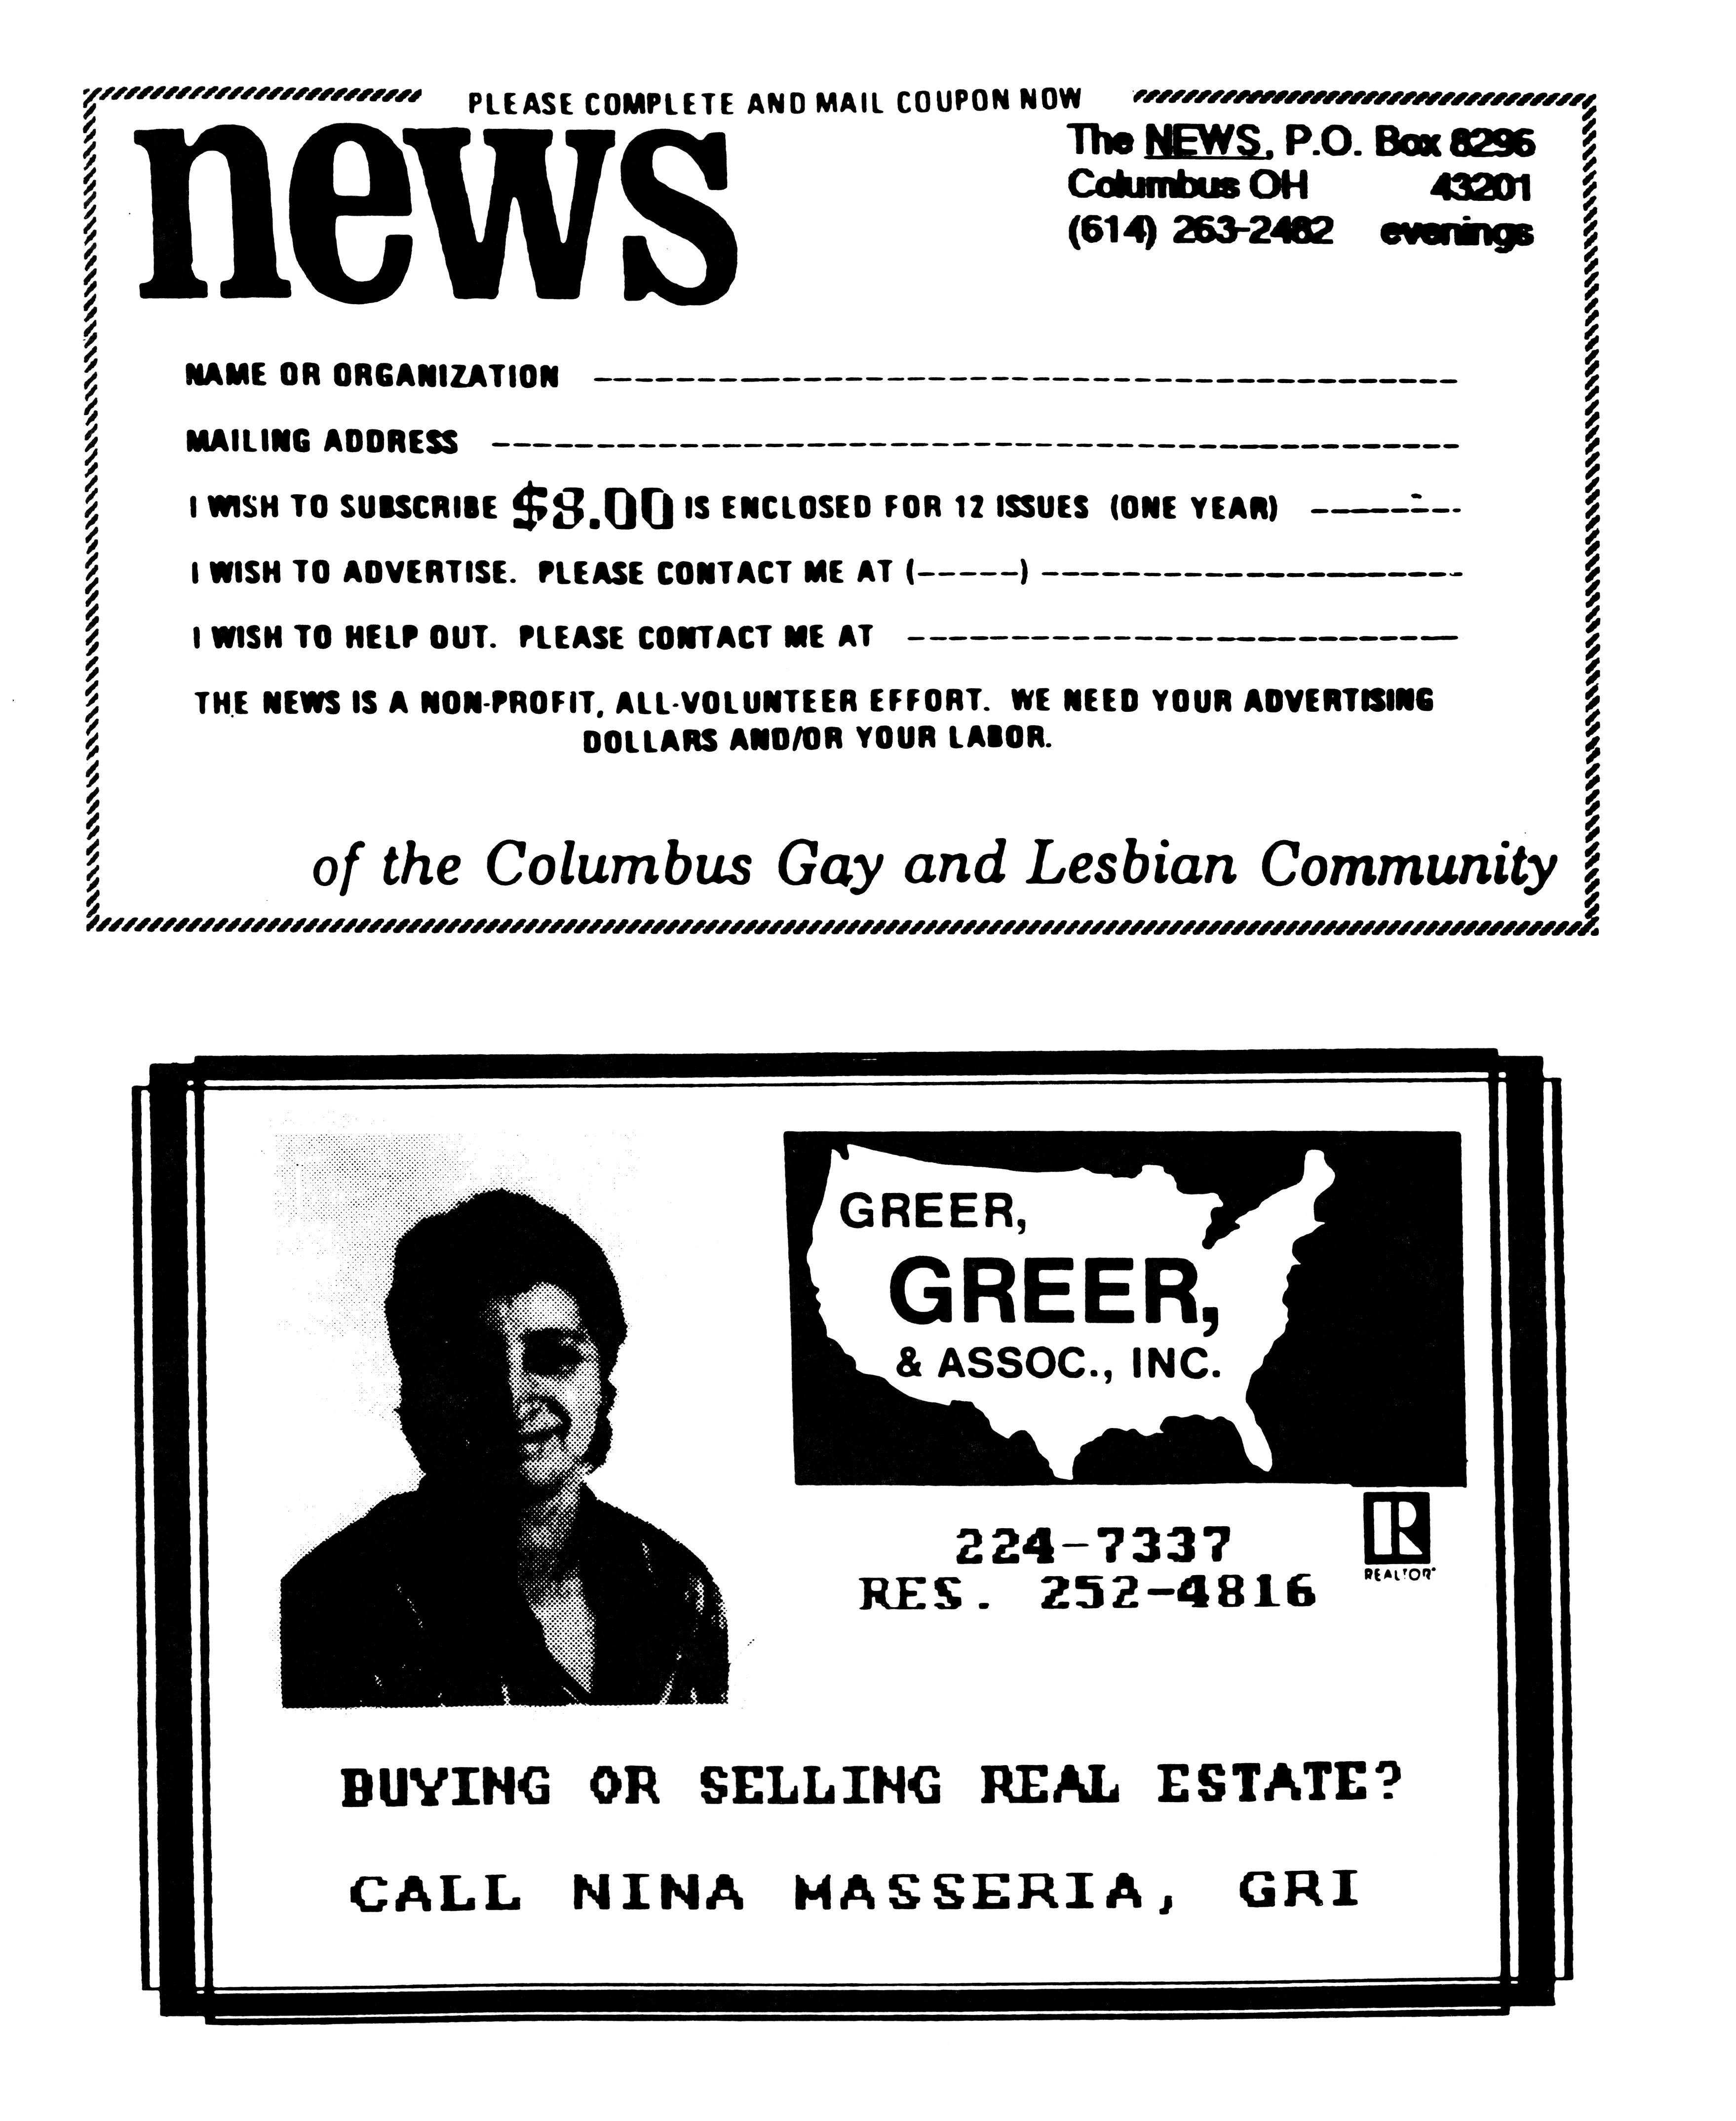 PLEASE COMPLETE AND MAIL COUPON NOW
news
The NEWS, P.O. Box 8296
Columbus OH 43201
(614) 263-2482 evenings
NAME OR ORGANIZATION
MAILING ADDRESS
I WISH TO SUBSCRIBE $8.00 IS ENCLOSED FOR 12 ISSUES (ONE YEAR)
I WISH TO ADVERTISE. PLEASE CONTACT ME AT (-----)
I WISH TO HELP OUT. PLEASE CONTACT ME AT
THE NEWS IS A NON-PROFIT, ALL-VOLUNTEER EFFORT. WE NEED YOUR ADVERTISING
DOLLARS AND/OR YOUR LABOR.
of the Columbus Gay and Lesbian Community
GREER,
GREER,
& ASSOC., INC.
R
REALTOR®
224-7337
RES. 252-4816
BUYING OR SELLING REAL ESTATE?
CALL NINA MASSERIA, GRI